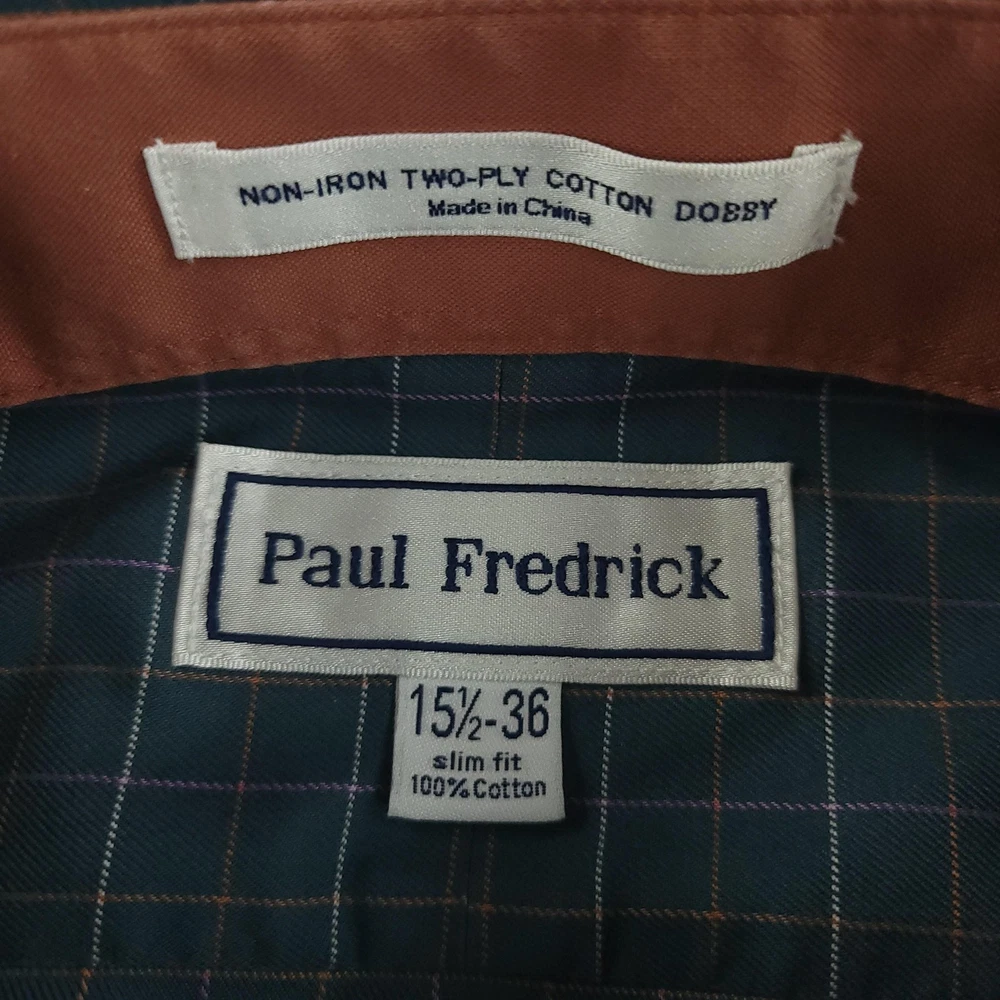 NON-IRON TWO-PLY COTTON DOBBY
Made in China
Paul Fredrick
15½-36
slim fit
100% Cotton